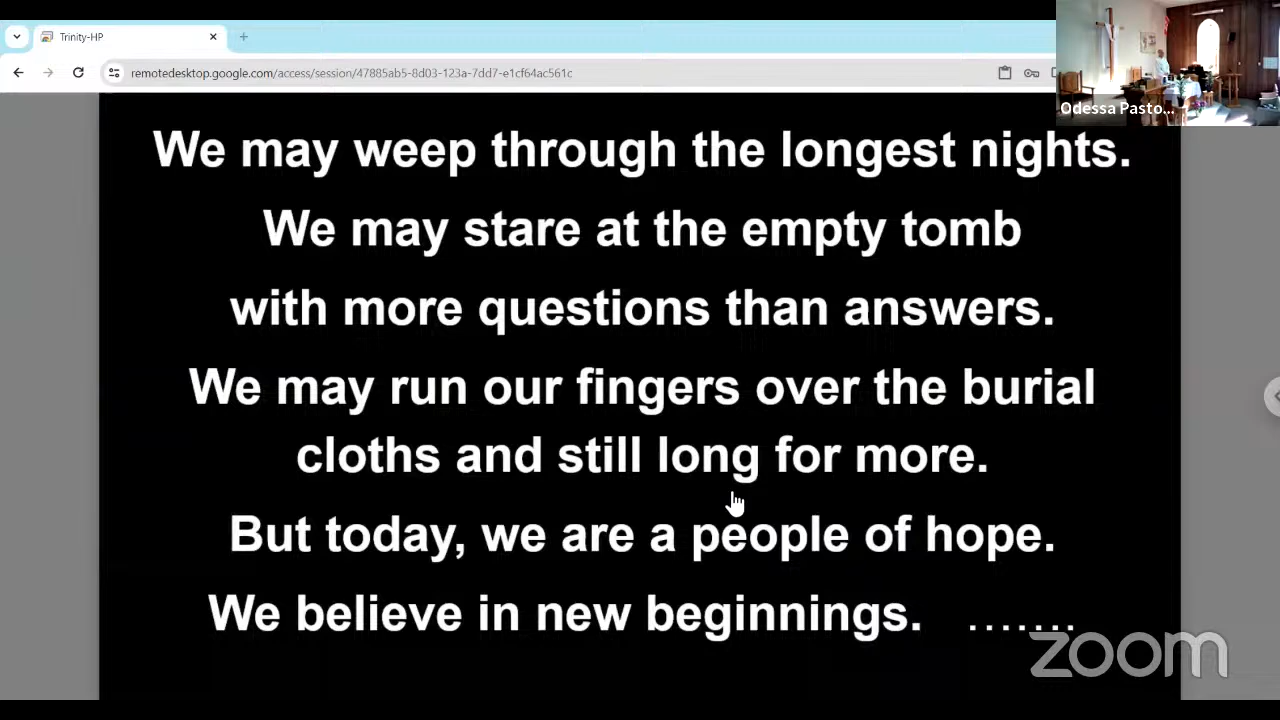 Trinity-HP
remotedesktop.google.com/access/session/47885ab5-8d03-123a-7dd7-e1cf64ac561c
Odessa Pasto...
We may weep through the longest nights.
We may stare at the empty tomb
with more questions than answers.
We may run our fingers over the burial
cloths and still long for more.
But today, we are a people of hope.
We believe in new beginnings. .......
zoom